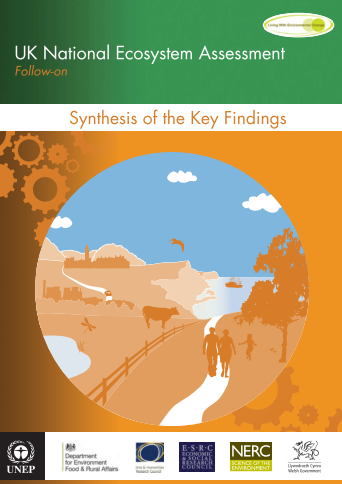 Living With Environmental Change
UK National Ecosystem Assessment
Follow-on
Synthesis of the Key Findings
UNEP
Department
for Environment
Food & Rural Affairs
Arts & Humanities
Research Council
E·S·R·C
ECONOMIC
& SOCIAL
RESEARCH
COUNCIL
NERC
SCIENCE OF THE
ENVIRONMENT
Llywodraeth Cymru
Welsh Government